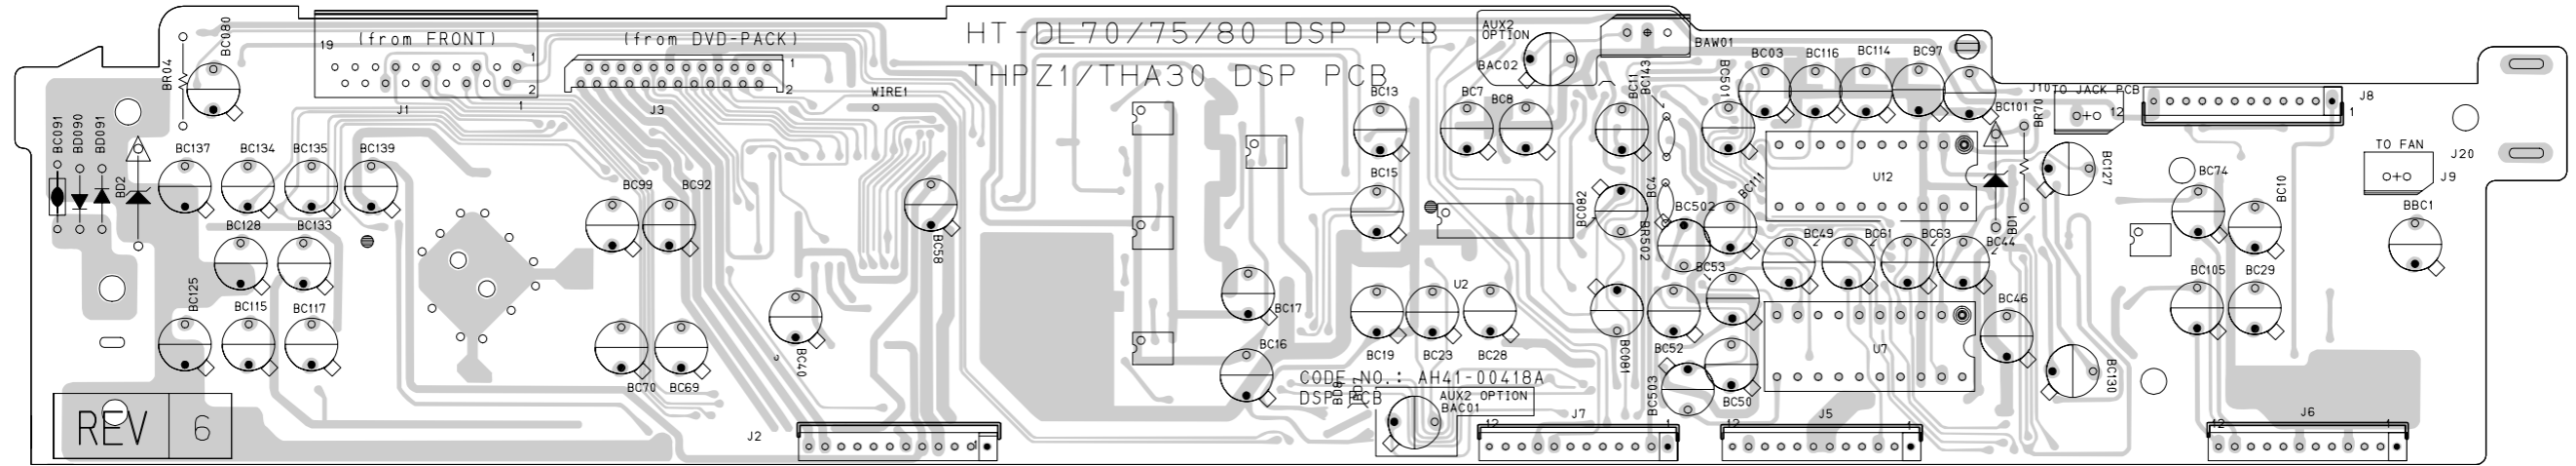 HT-DL70/75/80 DSP PCB
THPZ1/THA30 DSP PCB
(from FRONT)
19
1
2
1
J1
(from DVD-PACK)
1
2
J3
WIRE1
BC080
BR04
BC091
BD090
BD091
BD2
BC137
BC134
BC135
BC139
BC128
BC133
BC125
BC115
BC117
BC99
BC92
BC58
BC70
BC69
BC40
BC13
BC15
BC7
BC8
BC17
BC16
BC19
BC23
U2
BC28
AUX2
OPTION
BAC02
BAW01
BC11
BC143
BC501
BC03
BC116
BC114
BC97
BC101
J10
TO JACK PCB
BR70
12
1
J8
TO FAN
J20
J9
BC127
BC082
BC4
BC502
BC111
BR502
U12
BD1
BC49
BC61
BC63
BC44
BC53
BC74
BC10
BBC1
BC105
BC29
BC46
BC130
BC081
BC52
BC503
BC50
U7
CODE NO.: AH41-00418A
DSP PCB
AUX2 OPTION
BAC01
REV 6
J2
1
J7
12
1
J5
12
1
J6
12
1